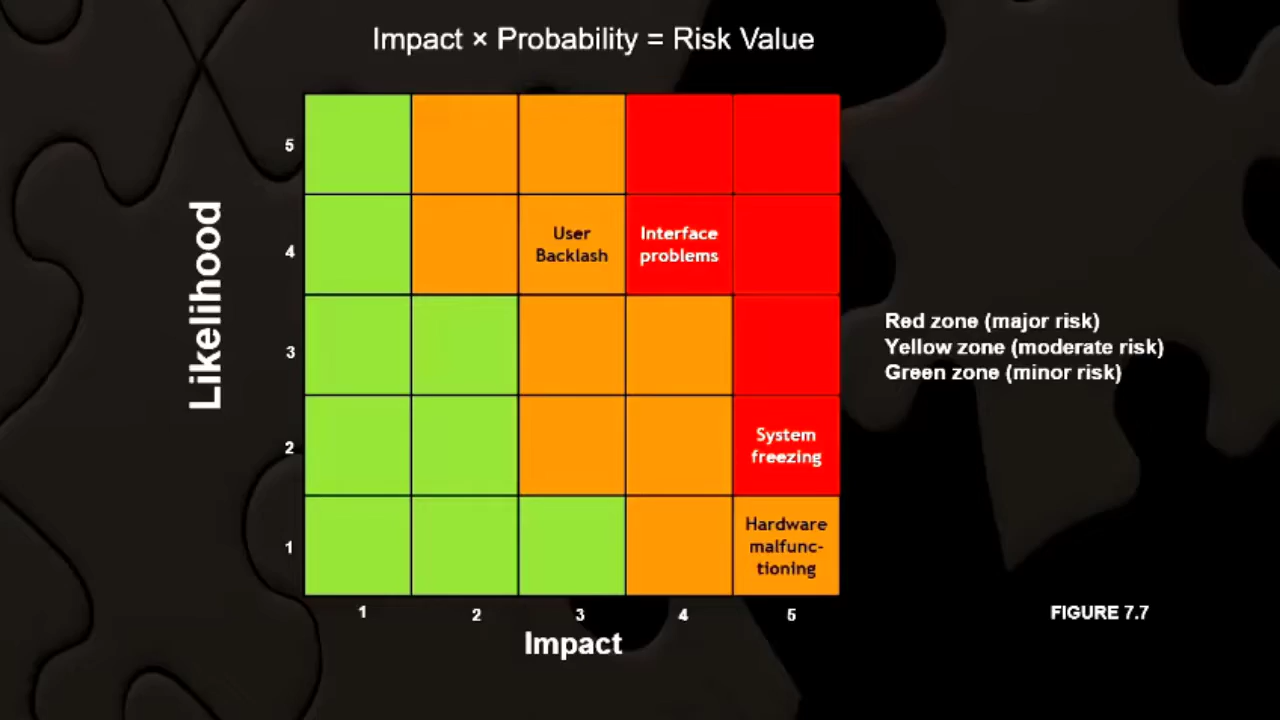 Impact × Probability = Risk Value
Likelihood
5
4
3
2
1
User
Backlash
Interface
problems
System
freezing
Hardware
malfunc-
tioning
1
2
3
4
5
Impact
Red zone (major risk)
Yellow zone (moderate risk)
Green zone (minor risk)
FIGURE 7.7